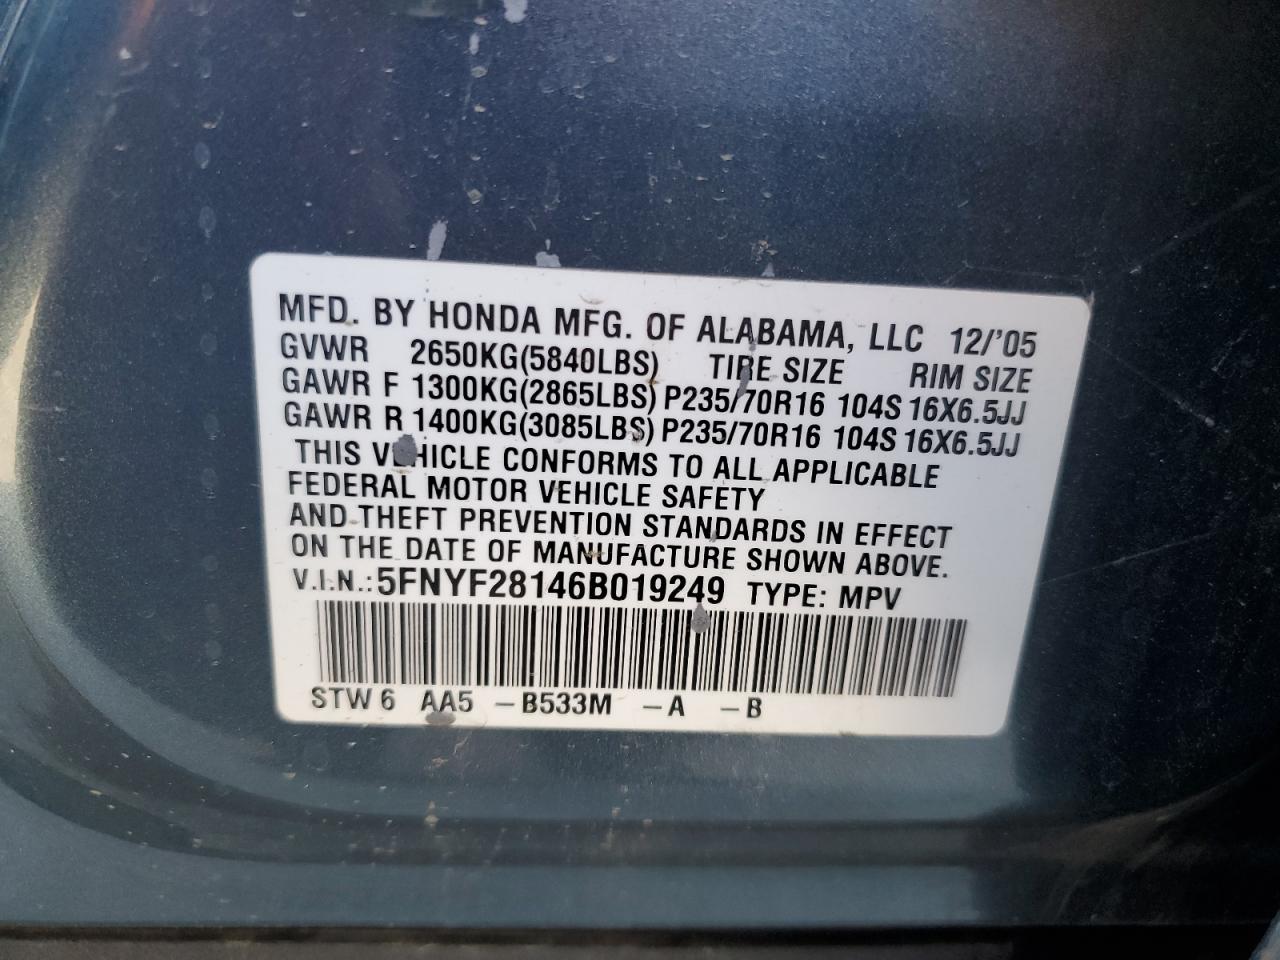 MFD. BY HONDA MFG. OF ALABAMA, LLC 12/'05
GVWR 2650KG(5840LBS) TIRE SIZE RIM SIZE
GAWR F 1300KG(2865LBS) P235/70R16 104S 16X6.5JJ
GAWR R 1400KG(3085LBS) P235/70R16 104S 16X6.5JJ
THIS VEHICLE CONFORMS TO ALL APPLICABLE
FEDERAL MOTOR VEHICLE SAFETY
AND THEFT PREVENTION STANDARDS IN EFFECT
ON THE DATE OF MANUFACTURE SHOWN ABOVE.
V.I.N.: 5FNYF28146B019249 TYPE: MPV
STW 6 AA5 -B533M -A -B